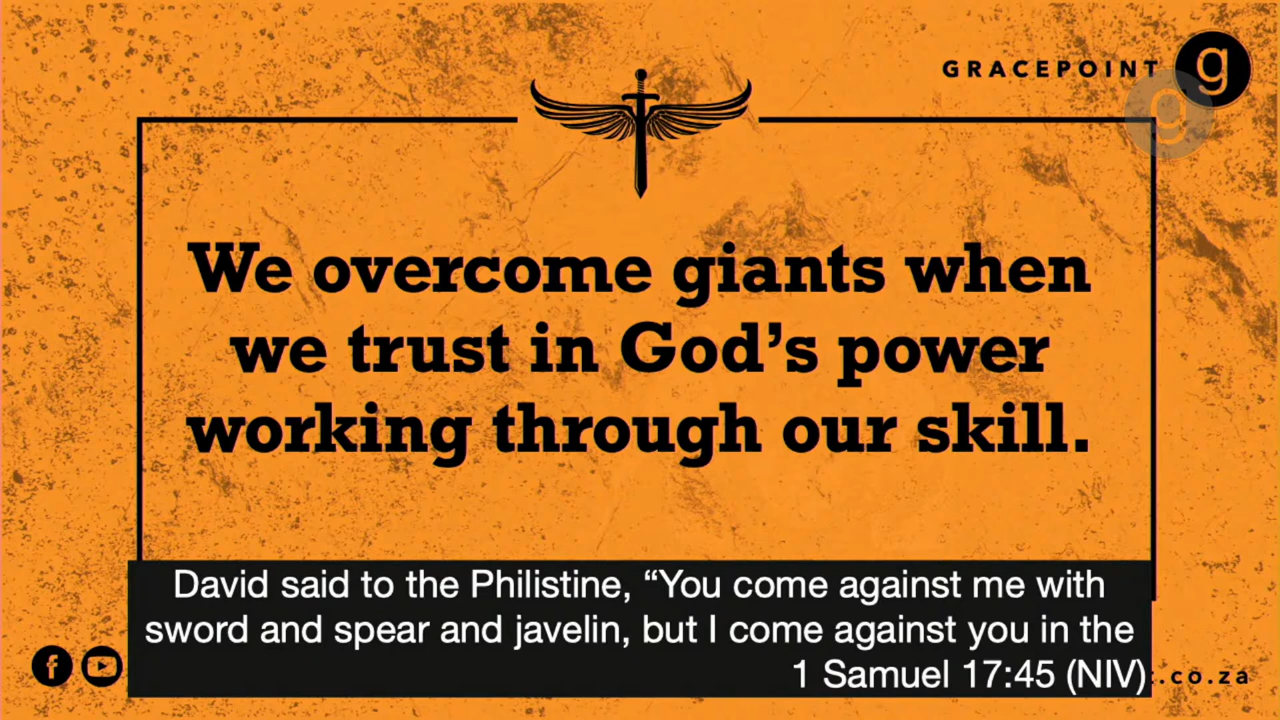 GRACEPOINT
g
g
We overcome giants when
we trust in God’s power
working through our skill.
David said to the Philistine, “You come against me with
sword and spear and javelin, but I come against you in the
1 Samuel 17:45 (NIV)
.co.za